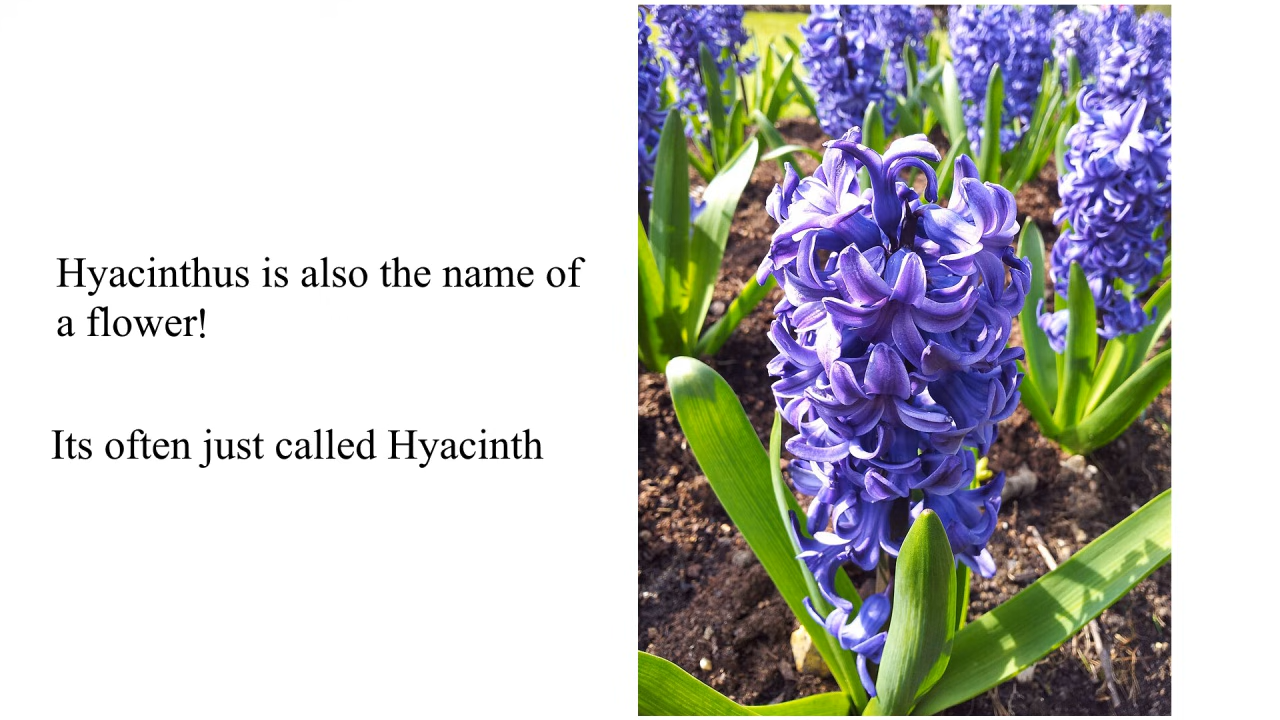 Hyacinthus is also the name of
a flower!
Its often just called Hyacinth